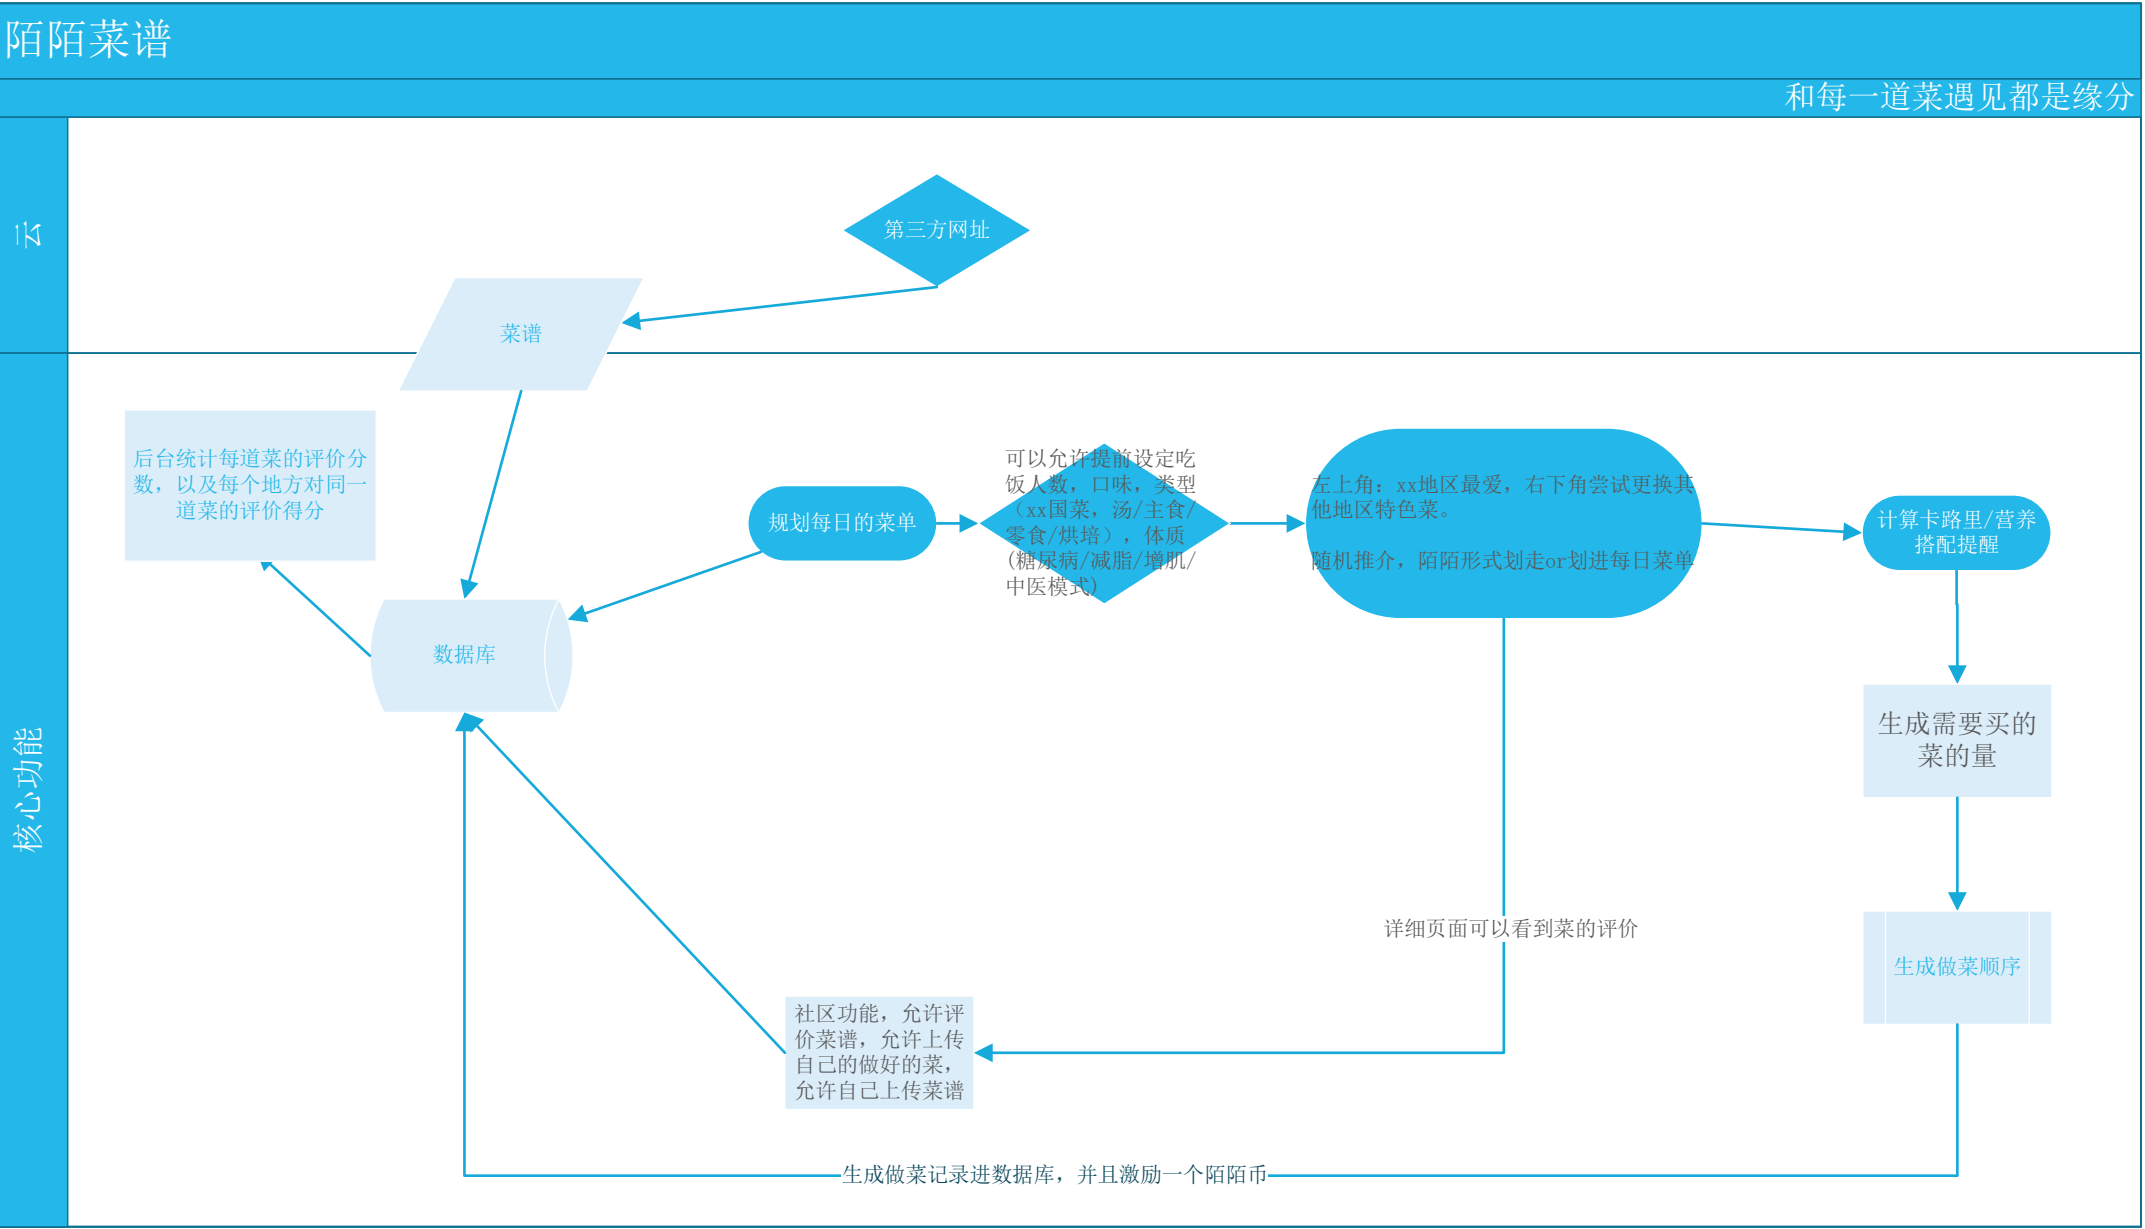 陌陌菜谱
和每一道菜遇见都是缘分
云
第三方网址
菜谱
核心功能
后台统计每道菜的评价分
数，以及每个地方对同一
道菜的评价得分
数据库
规划每日的菜单
可以允许提前设定吃
饭人数，口味，类型
（xx国菜，汤/主食/
零食/烘培），体质
(糖尿病/减脂/增肌/
中医模式)
左上角：xx地区最爱，右下角尝试更换其
他地区特色菜。
随机推介，陌陌形式划走or划进每日菜单
计算卡路里/营养
搭配提醒
生成需要买的
菜的量
生成做菜顺序
详细页面可以看到菜的评价
社区功能，允许评
价菜谱，允许上传
自己的做好的菜，
允许自己上传菜谱
生成做菜记录进数据库，并且激励一个陌陌币